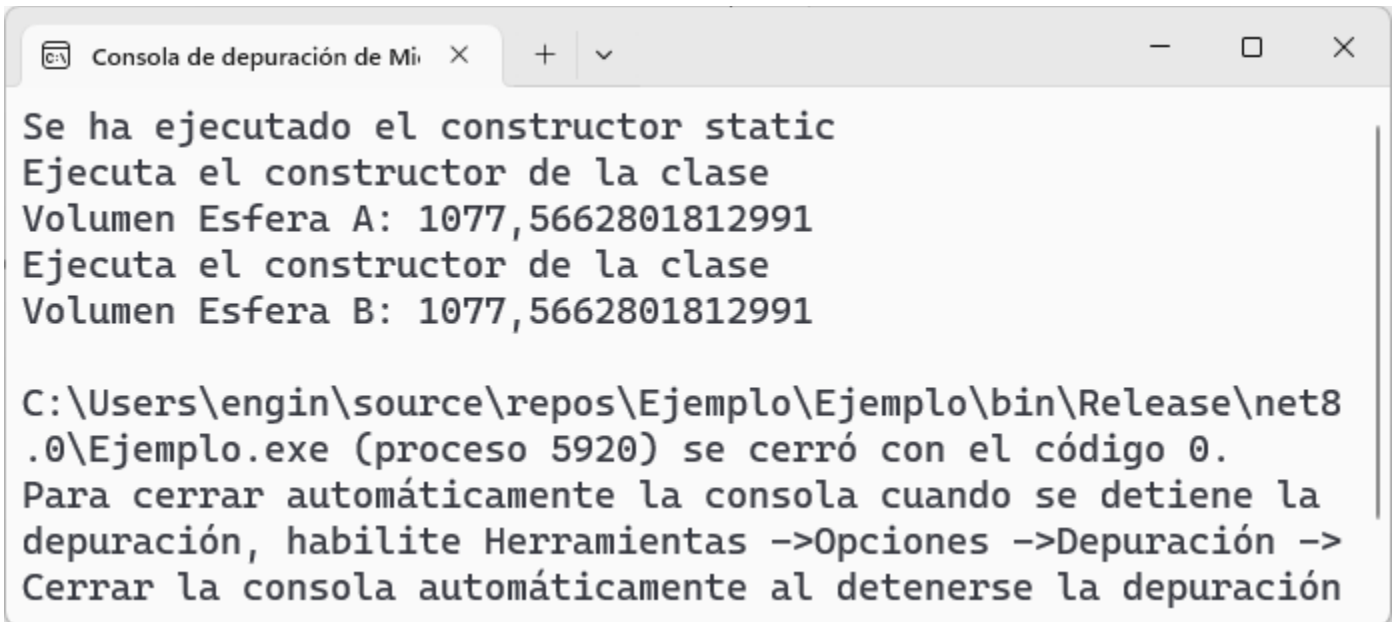 Consola de depuración de Mi
Se ha ejecutado el constructor static
Ejecuta el constructor de la clase
Volumen Esfera A: 1077,5662801812991
Ejecuta el constructor de la clase
Volumen Esfera B: 1077,5662801812991
C:\Users\engin\source\repos\Ejemplo\Ejemplo\bin\Release\net8
.0\Ejemplo.exe (proceso 5920) se cerró con el código 0.
Para cerrar automáticamente la consola cuando se detiene la
depuración, habilite Herramientas ->Opciones ->Depuración ->
Cerrar la consola automáticamente al detenerse la depuración